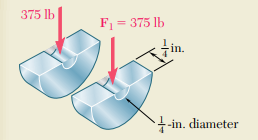 375 lb
F₁ = 375 lb
1/4 in.
1/4-in. diameter